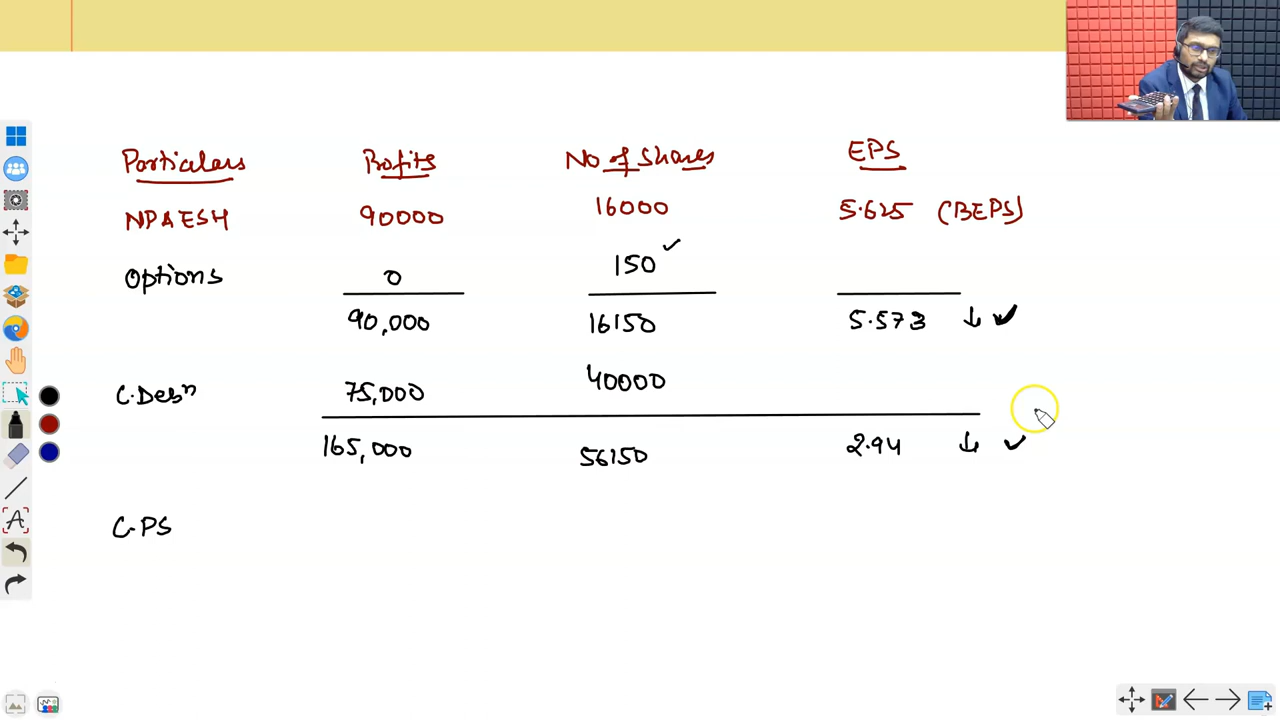 Particulars Profits No of Shares EPS
NPAESH 90000 16000 5.625 (BEPS)
Options 0 150 ✓
90,000 16150 5.573 ↓ ✓
C.Debⁿ 75,000 40000
165,000 56150 2.94 ↓ ✓
C.PS